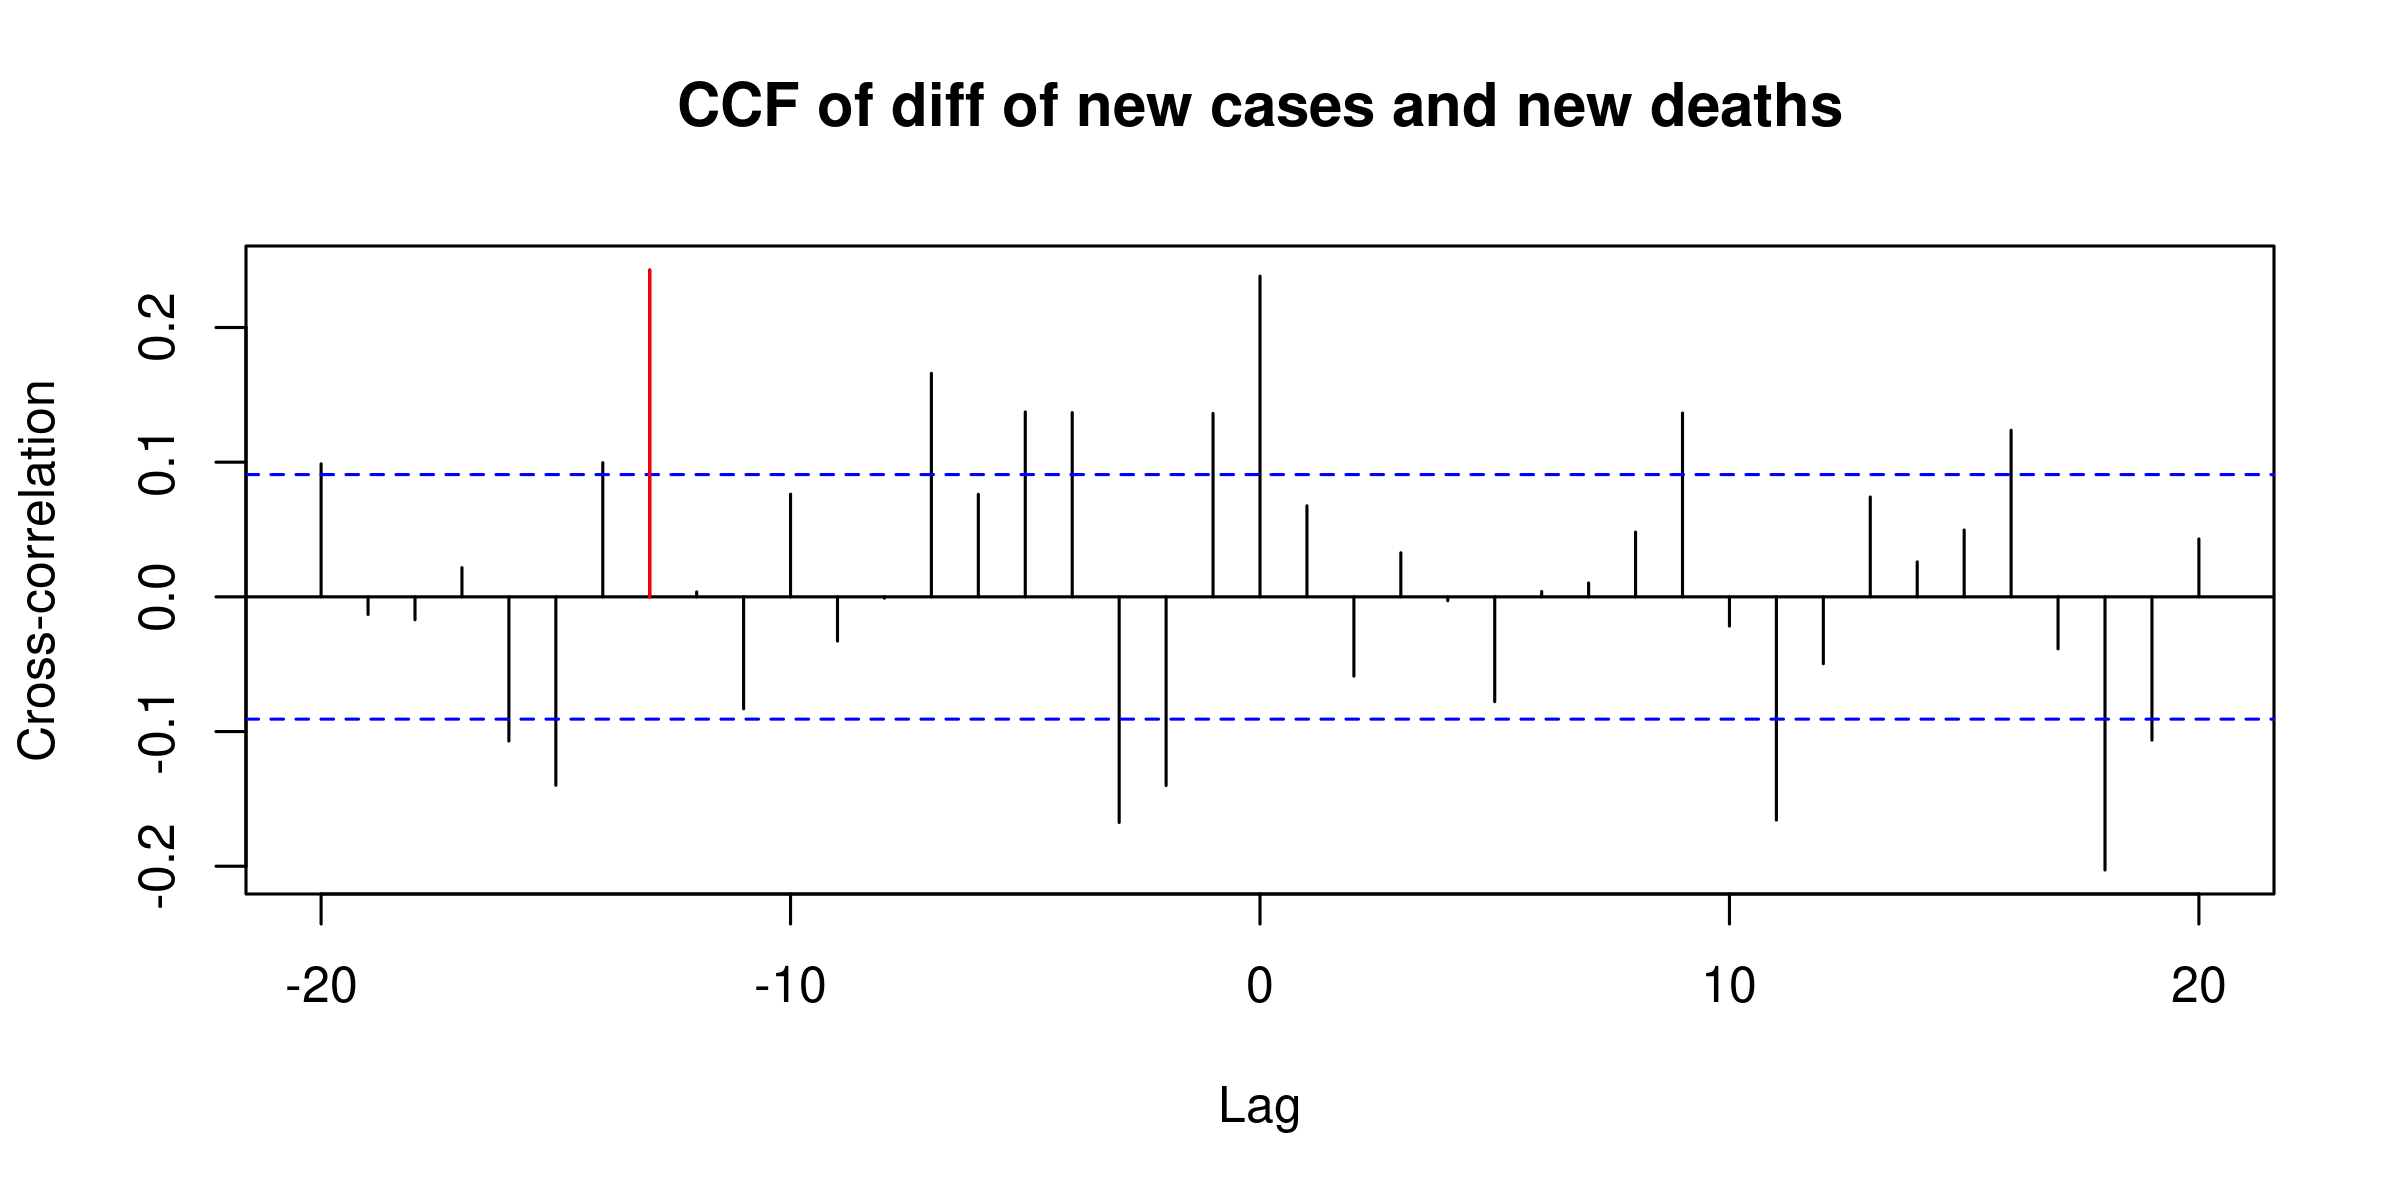 CCF of diff of new cases and new deaths
Cross-correlation
0.2
0.1
0.0
-0.1
-0.2
-20 -10 0 10 20
Lag